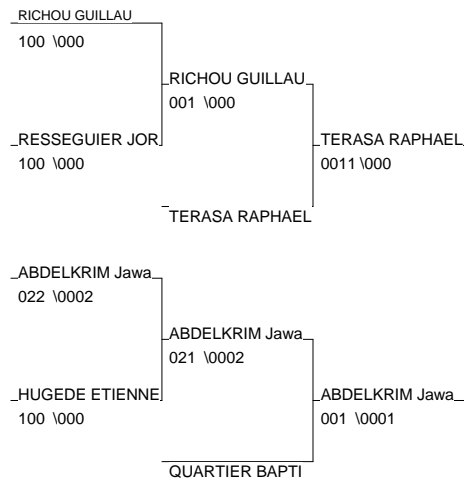 RICHOU GUILLAU
100 \000
RICHOU GUILLAU
001 \000
RESSEGUIER JOR
100 \000
TERASA RAPHAEL
0011 \000
TERASA RAPHAEL
ABDELKRIM Jawa
022 \0002
ABDELKRIM Jawa
021 \0002
HUGEDE ETIENNE
100 \000
ABDELKRIM Jawa
001 \0001
QUARTIER BAPTI